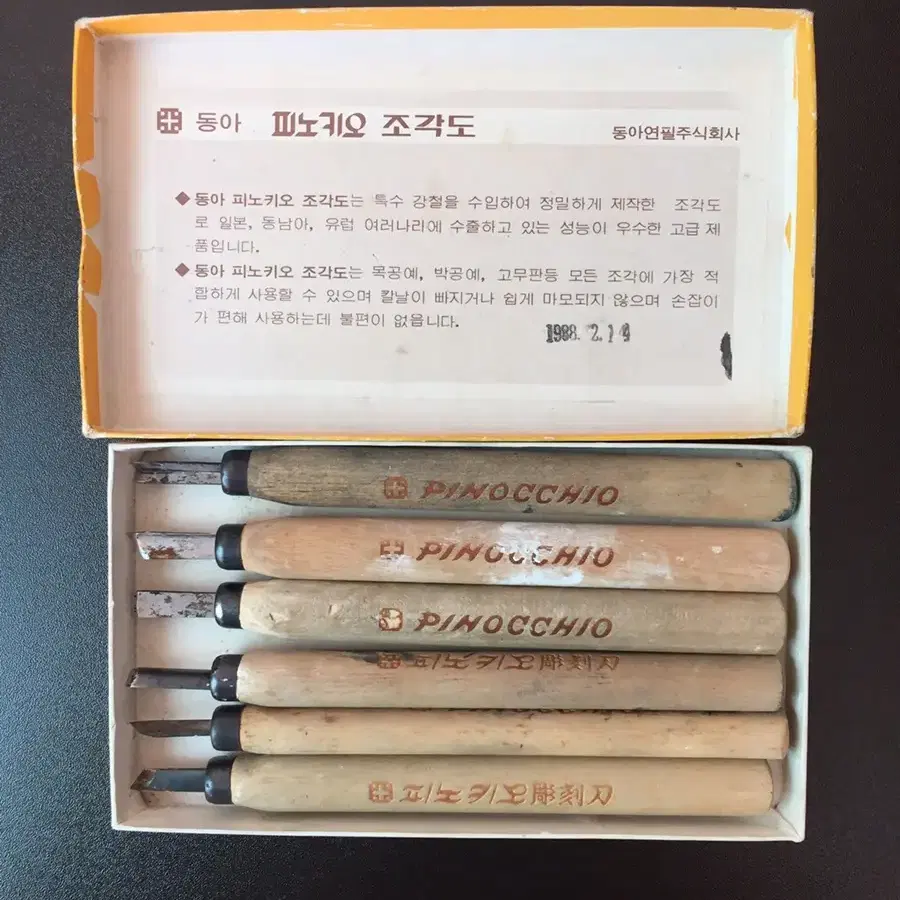 동아 피노키오 조각도 동아연필주식회사
◆ 동아 피노키오 조각도는 특수 강철을 수입하여 정밀하게 제작한 조각도
로 일본, 동남아, 유럽 여러나라에 수출하고 있는 성능이 우수한 고급 제
품입니다.
◆ 동아 피노키오 조각도는 목공예, 박공예, 고무판등 모든 조각에 가장 적
합하게 사용할 수 있으며 칼날이 빠지거나 쉽게 마모되지 않으며 손잡이
가 편해 사용하는데 불편이 없읍니다.
1988. 2. 14
PINOCCHIO
PINOCCHIO
PINOCCHIO
피노키오 彫刻刀
PINOCCHIO
피노키오 彫刻刀